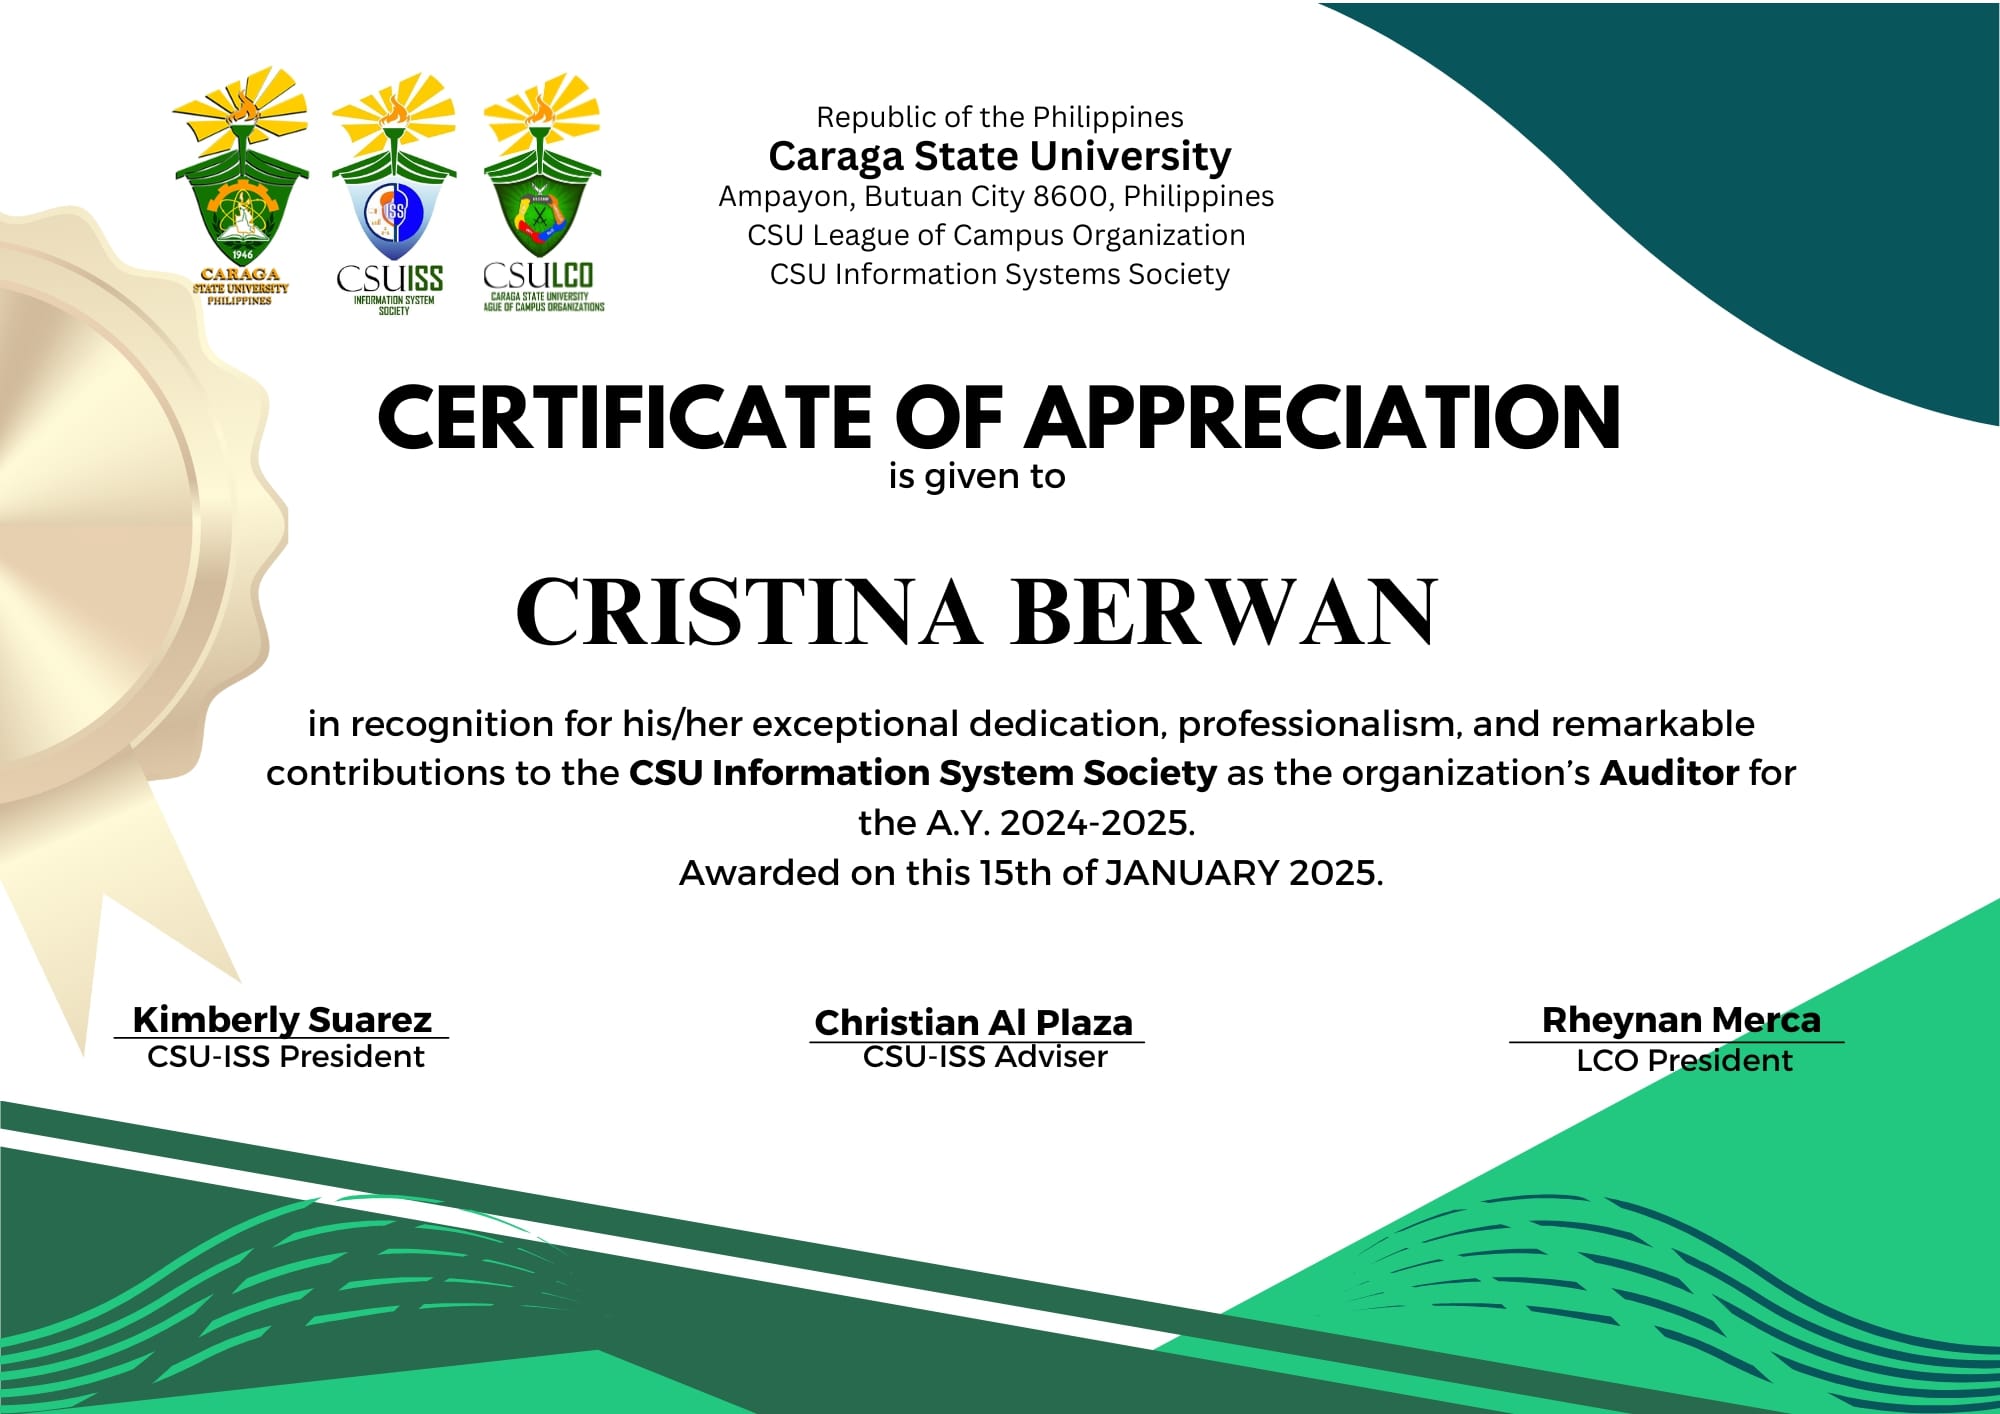 1946
CARAGA
STATE UNIVERSITY
PHILIPPINES
ISS
CSUISS
INFORMATION SYSTEM
SOCIETY
CSULCO
CARAGA STATE UNIVERSITY
AGUE OF CAMPUS ORGANIZATIONS
Republic of the Philippines
Caraga State University
Ampayon, Butuan City 8600, Philippines
CSU League of Campus Organization
CSU Information Systems Society
CERTIFICATE OF APPRECIATION
is given to
CRISTINA BERWAN
in recognition for his/her exceptional dedication, professionalism, and remarkable
contributions to the CSU Information System Society as the organization’s Auditor for
the A.Y. 2024-2025.
Awarded on this 15th of JANUARY 2025.
Kimberly Suarez
CSU-ISS President
Christian Al Plaza
CSU-ISS Adviser
Rheynan Merca
LCO President